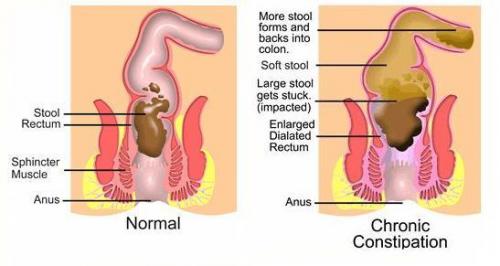 Stool
Rectum
Sphincter
Muscle
Anus
Normal
More stool
forms and
backs into
colon.
Soft stool
Large stool
gets stuck.
(impacted)
Enlarged
Dialated
Rectum
Anus
Chronic
Constipation